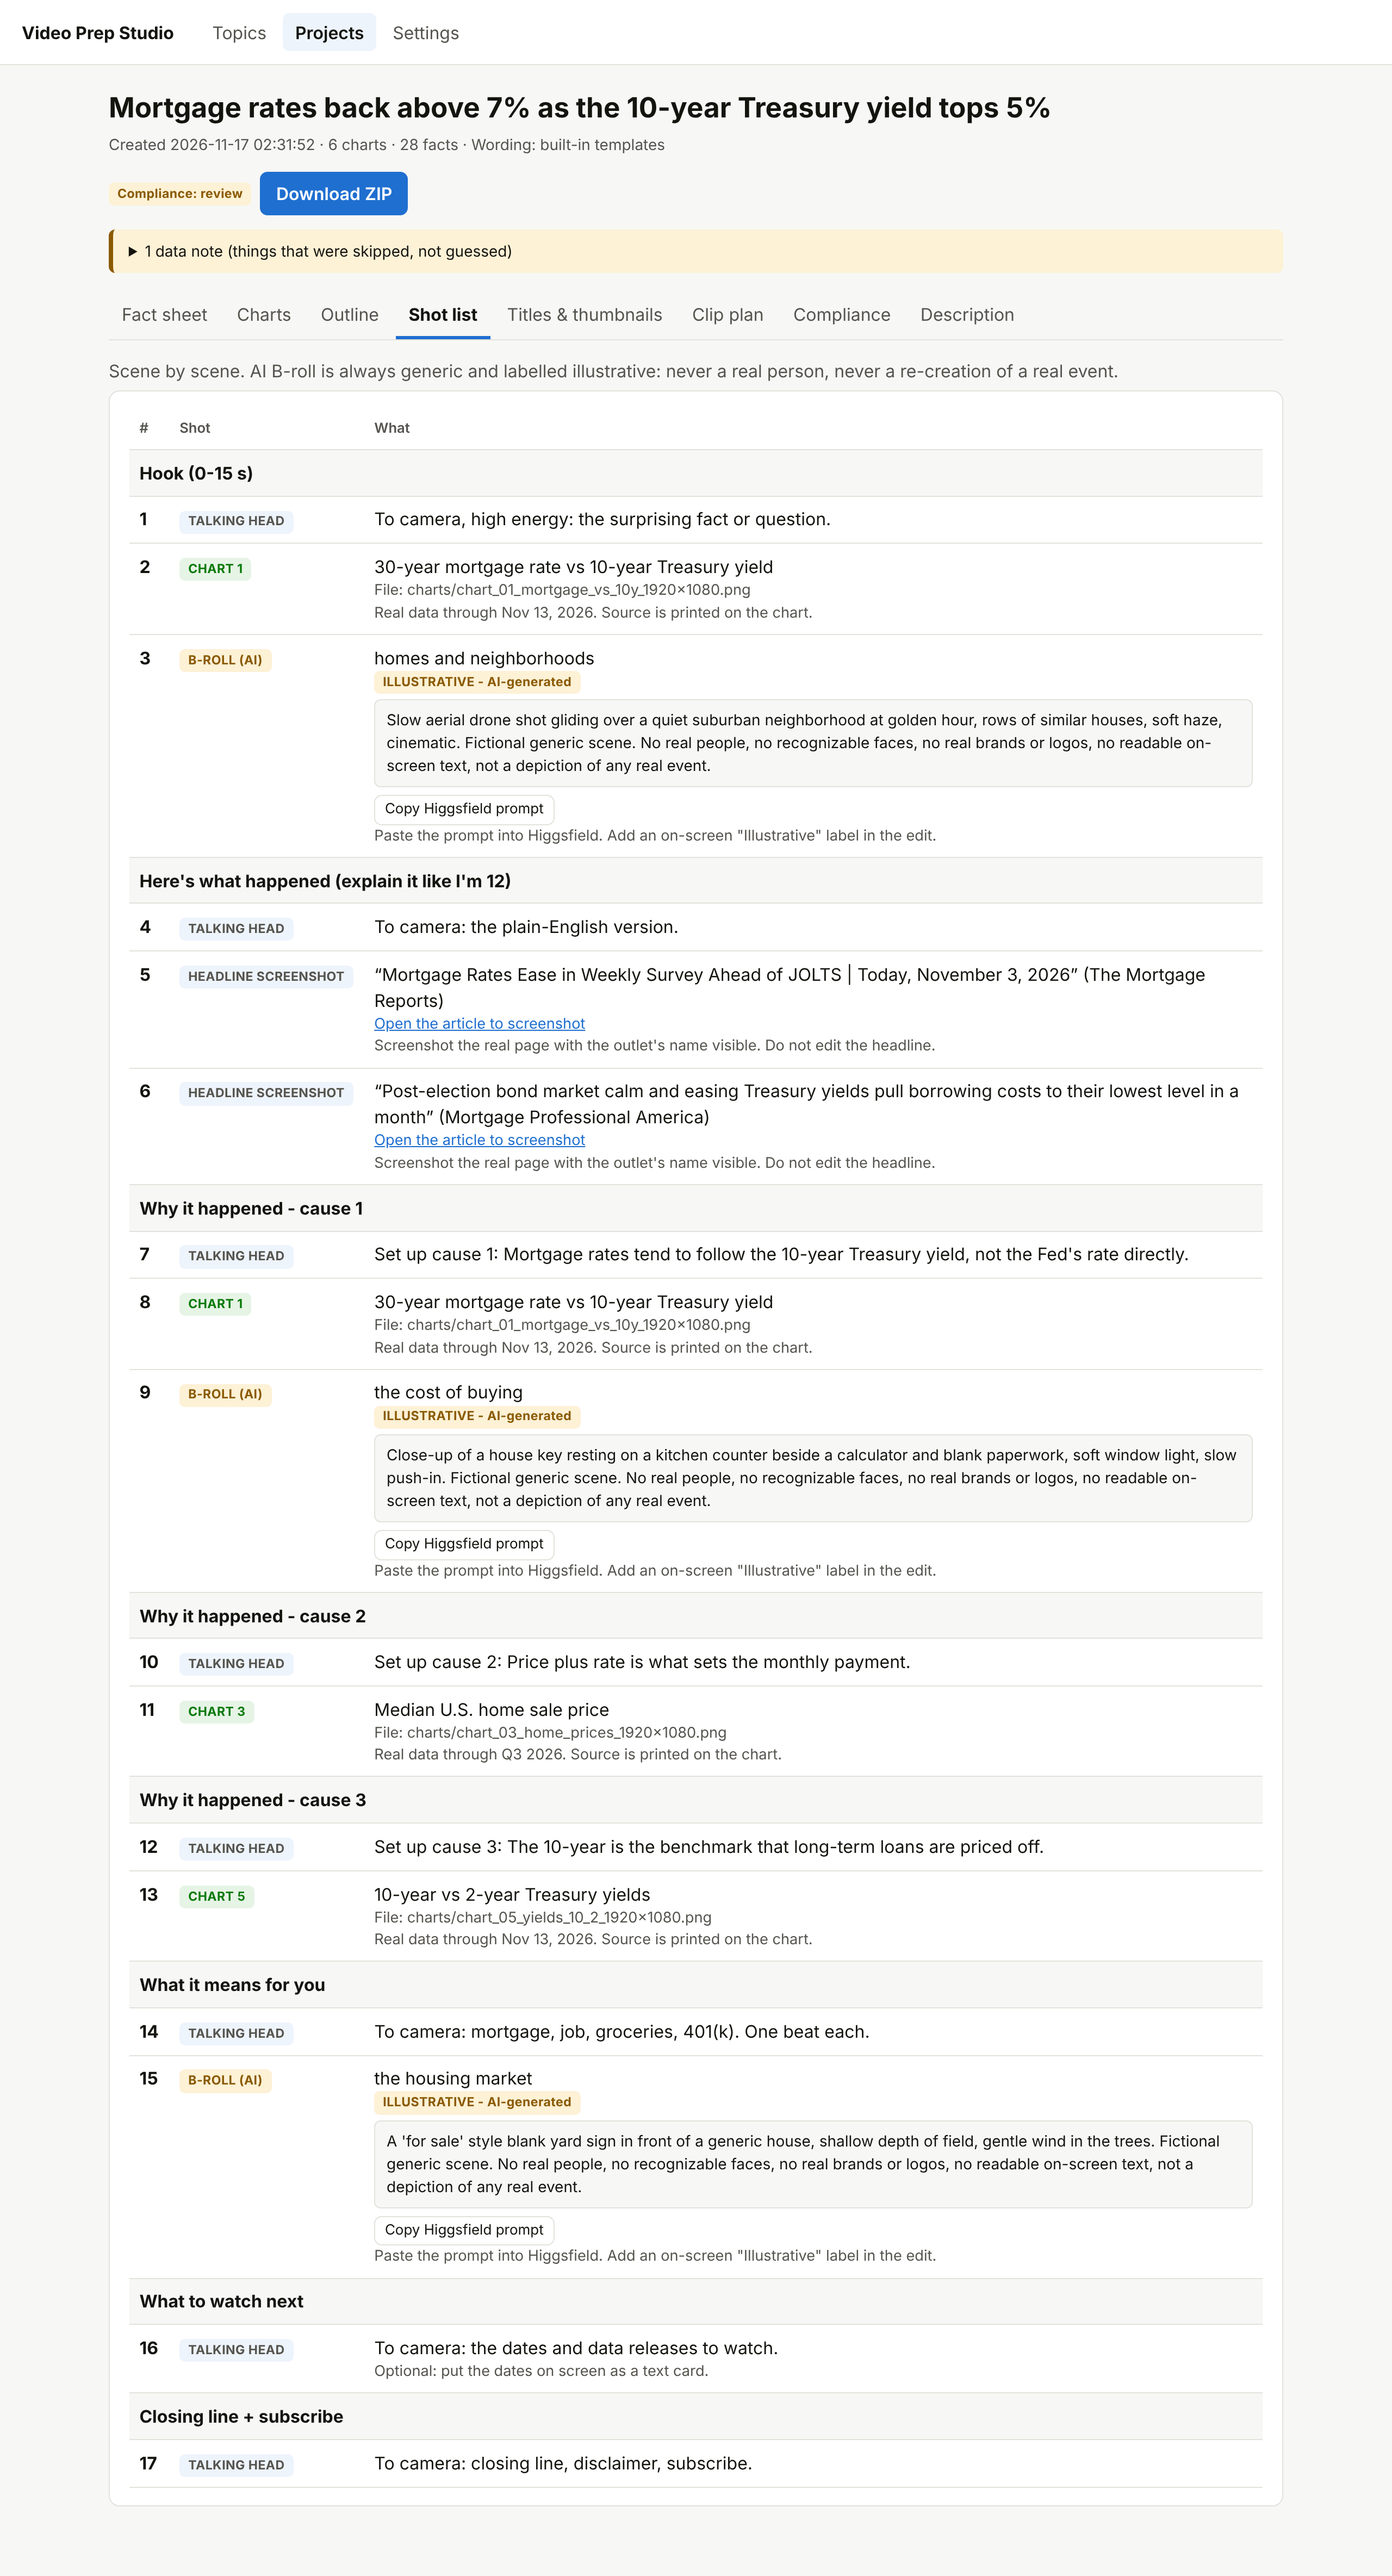 Video Prep Studio
Topics
Projects
Settings
Mortgage rates back above 7% as the 10-year Treasury yield tops 5%
Created 2026-11-17 02:31:52 · 6 charts · 28 facts · Wording: built-in templates
Compliance: review
Download ZIP
▶ 1 data note (things that were skipped, not guessed)
Fact sheet
Charts
Outline
Shot list
Titles & thumbnails
Clip plan
Compliance
Description
Scene by scene. AI B-roll is always generic and labelled illustrative: never a real person, never a re-creation of a real event.
# Shot What
Hook (0-15 s)
1 TALKING HEAD To camera, high energy: the surprising fact or question.
2 CHART 1 30-year mortgage rate vs 10-year Treasury yield
File: charts/chart_01_mortgage_vs_10y_1920×1080.png
Real data through Nov 13, 2026. Source is printed on the chart.
3 B-ROLL (AI) homes and neighborhoods
ILLUSTRATIVE - AI-generated
Slow aerial drone shot gliding over a quiet suburban neighborhood at golden hour, rows of similar houses, soft haze,
cinematic. Fictional generic scene. No real people, no recognizable faces, no real brands or logos, no readable on-
screen text, not a depiction of any real event.
Copy Higgsfield prompt
Paste the prompt into Higgsfield. Add an on-screen "Illustrative" label in the edit.
Here's what happened (explain it like I'm 12)
4 TALKING HEAD To camera: the plain-English version.
5 HEADLINE SCREENSHOT “Mortgage Rates Ease in Weekly Survey Ahead of JOLTS | Today, November 3, 2026” (The Mortgage
Reports)
Open the article to screenshot
Screenshot the real page with the outlet's name visible. Do not edit the headline.
6 HEADLINE SCREENSHOT “Post-election bond market calm and easing Treasury yields pull borrowing costs to their lowest level in a
month” (Mortgage Professional America)
Open the article to screenshot
Screenshot the real page with the outlet's name visible. Do not edit the headline.
Why it happened - cause 1
7 TALKING HEAD Set up cause 1: Mortgage rates tend to follow the 10-year Treasury yield, not the Fed's rate directly.
8 CHART 1 30-year mortgage rate vs 10-year Treasury yield
File: charts/chart_01_mortgage_vs_10y_1920×1080.png
Real data through Nov 13, 2026. Source is printed on the chart.
9 B-ROLL (AI) the cost of buying
ILLUSTRATIVE - AI-generated
Close-up of a house key resting on a kitchen counter beside a calculator and blank paperwork, soft window light, slow
push-in. Fictional generic scene. No real people, no recognizable faces, no real brands or logos, no readable on-
screen text, not a depiction of any real event.
Copy Higgsfield prompt
Paste the prompt into Higgsfield. Add an on-screen "Illustrative" label in the edit.
Why it happened - cause 2
10 TALKING HEAD Set up cause 2: Price plus rate is what sets the monthly payment.
11 CHART 3 Median U.S. home sale price
File: charts/chart_03_home_prices_1920×1080.png
Real data through Q3 2026. Source is printed on the chart.
Why it happened - cause 3
12 TALKING HEAD Set up cause 3: The 10-year is the benchmark that long-term loans are priced off.
13 CHART 5 10-year vs 2-year Treasury yields
File: charts/chart_05_yields_10_2_1920×1080.png
Real data through Nov 13, 2026. Source is printed on the chart.
What it means for you
14 TALKING HEAD To camera: mortgage, job, groceries, 401(k). One beat each.
15 B-ROLL (AI) the housing market
ILLUSTRATIVE - AI-generated
A 'for sale' style blank yard sign in front of a generic house, shallow depth of field, gentle wind in the trees. Fictional
generic scene. No real people, no recognizable faces, no real brands or logos, no readable on-screen text, not a
depiction of any real event.
Copy Higgsfield prompt
Paste the prompt into Higgsfield. Add an on-screen "Illustrative" label in the edit.
What to watch next
16 TALKING HEAD To camera: the dates and data releases to watch.
Optional: put the dates on screen as a text card.
Closing line + subscribe
17 TALKING HEAD To camera: closing line, disclaimer, subscribe.